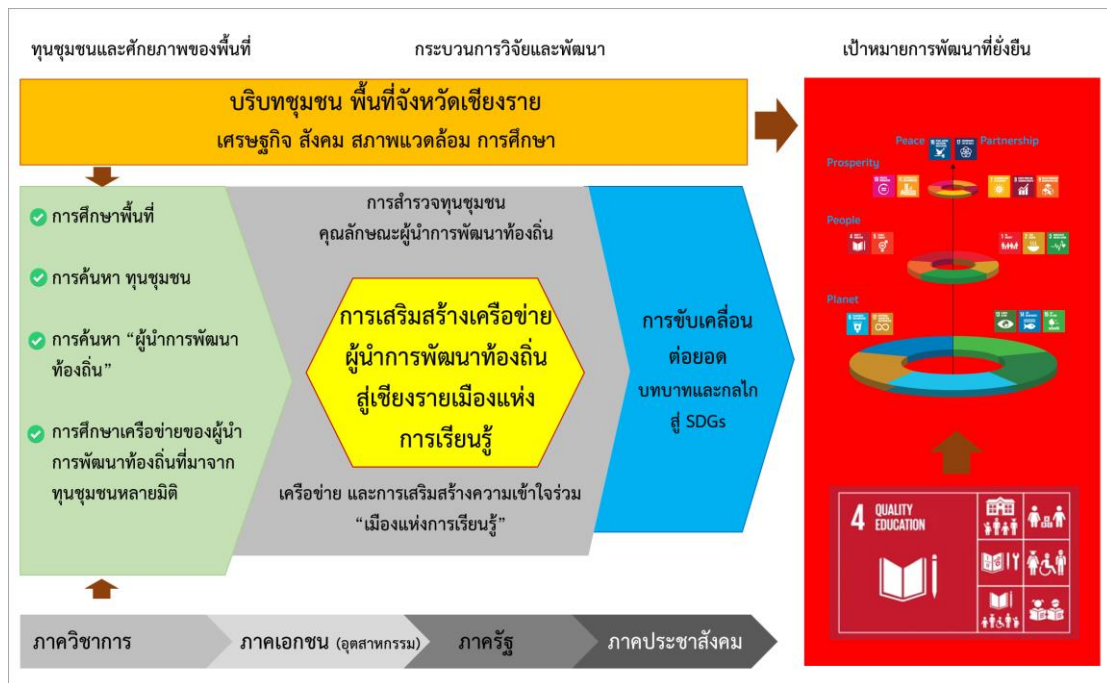 ทุนชุมชนและศักยภาพของพื้นที่
กระบวนการวิจัยและพัฒนา
เป้าหมายการพัฒนาที่ยั่งยืน
บริบทชุมชน พื้นที่จังหวัดเชียงราย
เศรษฐกิจ สังคม สภาพแวดล้อม การศึกษา
การศึกษาพื้นที่
การค้นหา ทุนชุมชน
การค้นหา “ผู้นำการพัฒนา
ท้องถิ่น”
การศึกษาเครือข่ายของผู้นำ
การพัฒนาท้องถิ่นที่มาจาก
ทุนชุมชนหลายมิติ
การสำรวจทุนชุมชน
คุณลักษณะผู้นำการพัฒนาท้องถิ่น
การเสริมสร้างเครือข่าย
ผู้นำการพัฒนาท้องถิ่น
สู่เชียงรายเมืองแห่ง
การเรียนรู้
เครือข่าย และการเสริมสร้างความเข้าใจร่วม
“เมืองแห่งการเรียนรู้”
การขับเคลื่อน
ต่อยอด
บทบาทและกลไก
สู่ SDGs
Peace
Partnership
Prosperity
People
Planet
4 QUALITY
EDUCATION
ภาควิชาการ
ภาคเอกชน (อุตสาหกรรม)
ภาครัฐ
ภาคประชาสังคม